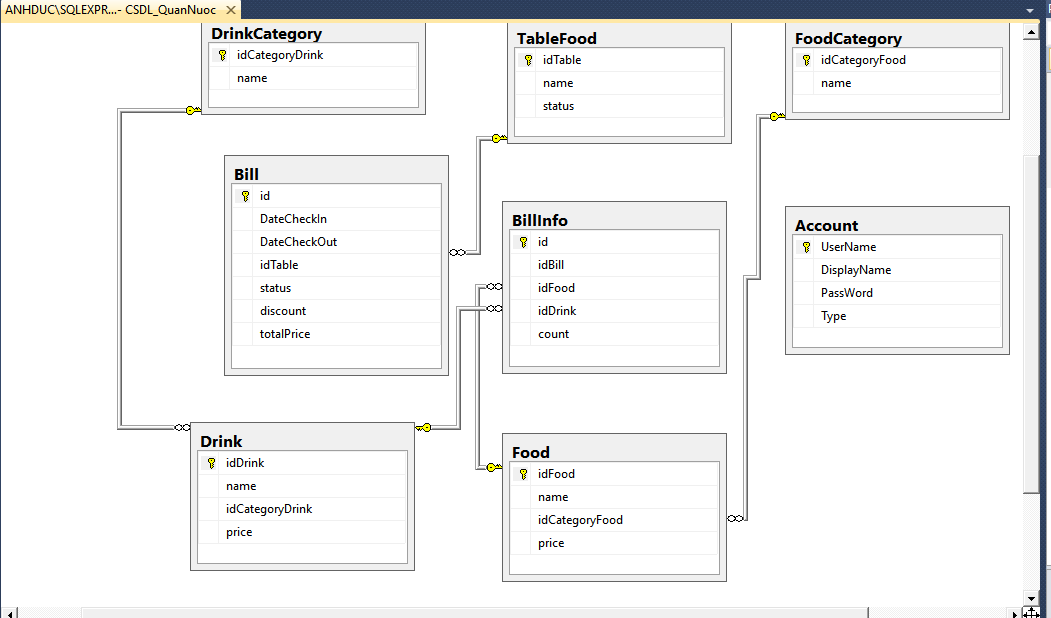 ANHDUC\SQLEXPR...- CSDL_QuanNuoc
DrinkCategory
idCategoryDrink
name
TableFood
idTable
name
status
FoodCategory
idCategoryFood
name
Bill
id
DateCheckIn
DateCheckOut
idTable
status
discount
totalPrice
BillInfo
id
idBill
idFood
idDrink
count
Account
UserName
DisplayName
PassWord
Type
Drink
idDrink
name
idCategoryDrink
price
Food
idFood
name
idCategoryFood
price